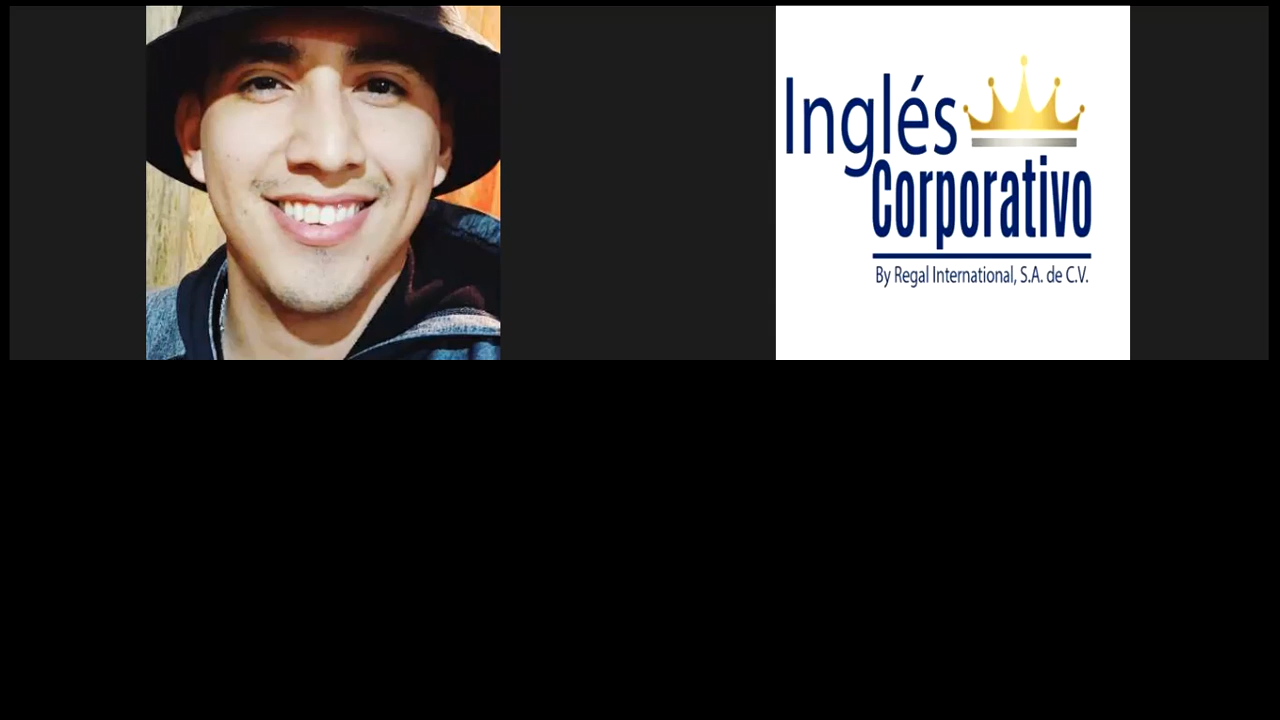 Inglés
Corporativo
By Regal International, S.A. de C.V.